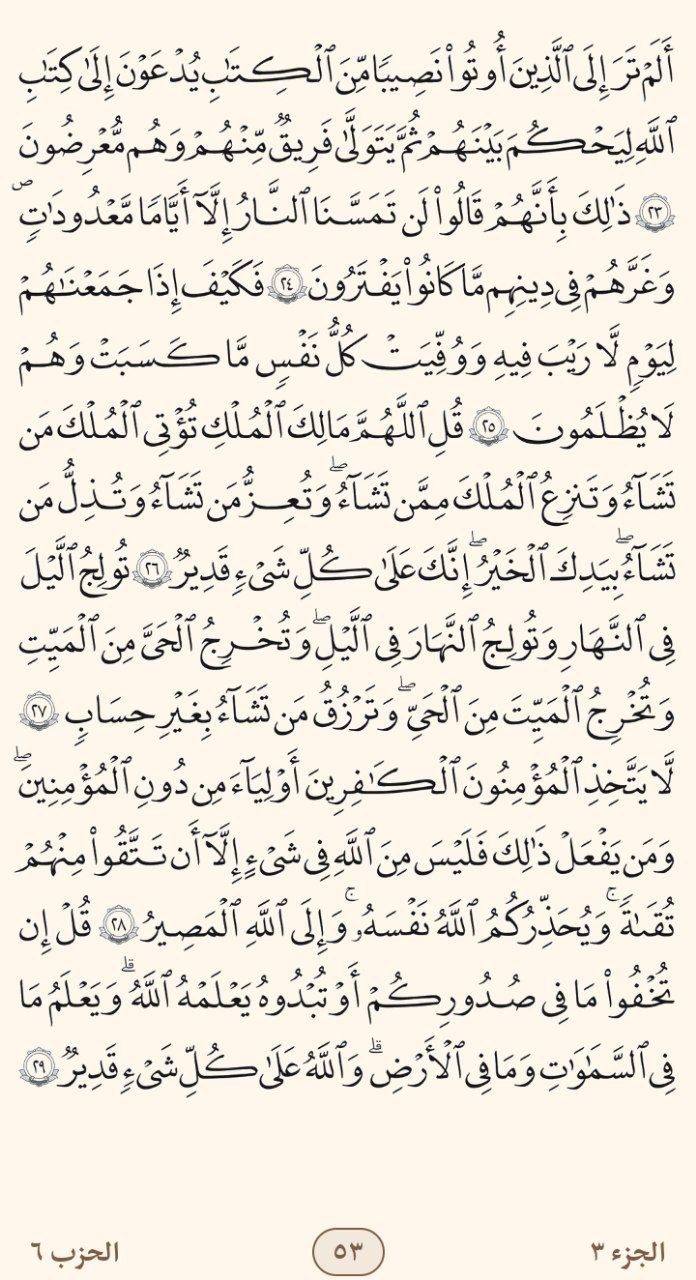 أَلَمْ تَرَ إِلَى ٱلَّذِينَ أُوتُوا۟ نَصِيبًا مِّنَ ٱلْكِتَـٰبِ يُدْعَوْنَ إِلَىٰ كِتَـٰبِ
ٱللَّهِ لِيَحْكُمَ بَيْنَهُمْ ثُمَّ يَتَوَلَّىٰ فَرِيقٌ مِّنْهُمْ وَهُم مُّعْرِضُونَ
٢٣ ذَٰلِكَ بِأَنَّهُمْ قَالُوا۟ لَن تَمَسَّنَا ٱلنَّارُ إِلَّآ أَيَّامًا مَّعْدُودَٰتٍ ۖ
وَغَرَّهُمْ فِى دِينِهِم مَّا كَانُوا۟ يَفْتَرُونَ ٢٤ فَكَيْفَ إِذَا جَمَعْنَـٰهُمْ
لِيَوْمٍ لَّا رَيْبَ فِيهِ وَوُفِّيَتْ كُلُّ نَفْسٍ مَّا كَسَبَتْ وَهُمْ
لَا يُظْلَمُونَ ٢٥ قُلِ ٱللَّهُمَّ مَـٰلِكَ ٱلْمُلْكِ تُؤْتِى ٱلْمُلْكَ مَن
تَشَآءُ وَتَنزِعُ ٱلْمُلْكَ مِمَّن تَشَآءُ ۖ وَتُعِزُّ مَن تَشَآءُ وَتُذِلُّ مَن
تَشَآءُ ۖ بِيَدِكَ ٱلْخَيْرُ ۖ إِنَّكَ عَلَىٰ كُلِّ شَىْءٍ قَدِيرٌ ٢٦ تُولِجُ ٱلَّيْلَ
فِى ٱلنَّهَارِ وَتُولِجُ ٱلنَّهَارَ فِى ٱلَّيْلِ ۖ وَتُخْرِجُ ٱلْحَىَّ مِنَ ٱلْمَيِّتِ
وَتُخْرِجُ ٱلْمَيِّتَ مِنَ ٱلْحَىِّ ۖ وَتَرْزُقُ مَن تَشَآءُ بِغَيْرِ حِسَابٍ ٢٧
لَّا يَتَّخِذِ ٱلْمُؤْمِنُونَ ٱلْكَـٰفِرِينَ أَوْلِيَآءَ مِن دُونِ ٱلْمُؤْمِنِينَ ۖ
وَمَن يَفْعَلْ ذَٰلِكَ فَلَيْسَ مِنَ ٱللَّهِ فِى شَىْءٍ إِلَّآ أَن تَتَّقُوا۟ مِنْهُمْ
تُقَىٰةً ۗ وَيُحَذِّرُكُمُ ٱللَّهُ نَفْسَهُۥ ۗ وَإِلَى ٱللَّهِ ٱلْمَصِيرُ ٢٨ قُلْ إِن
تُخْفُوا۟ مَا فِى صُدُورِكُمْ أَوْ تُبْدُوهُ يَعْلَمْهُ ٱللَّهُ ۗ وَيَعْلَمُ مَا
فِى ٱلسَّمَـٰوَٰتِ وَمَا فِى ٱلْأَرْضِ ۗ وَٱللَّهُ عَلَىٰ كُلِّ شَىْءٍ قَدِيرٌ ٢٩
الجزء ٣ ٥٣ الحزب ٦